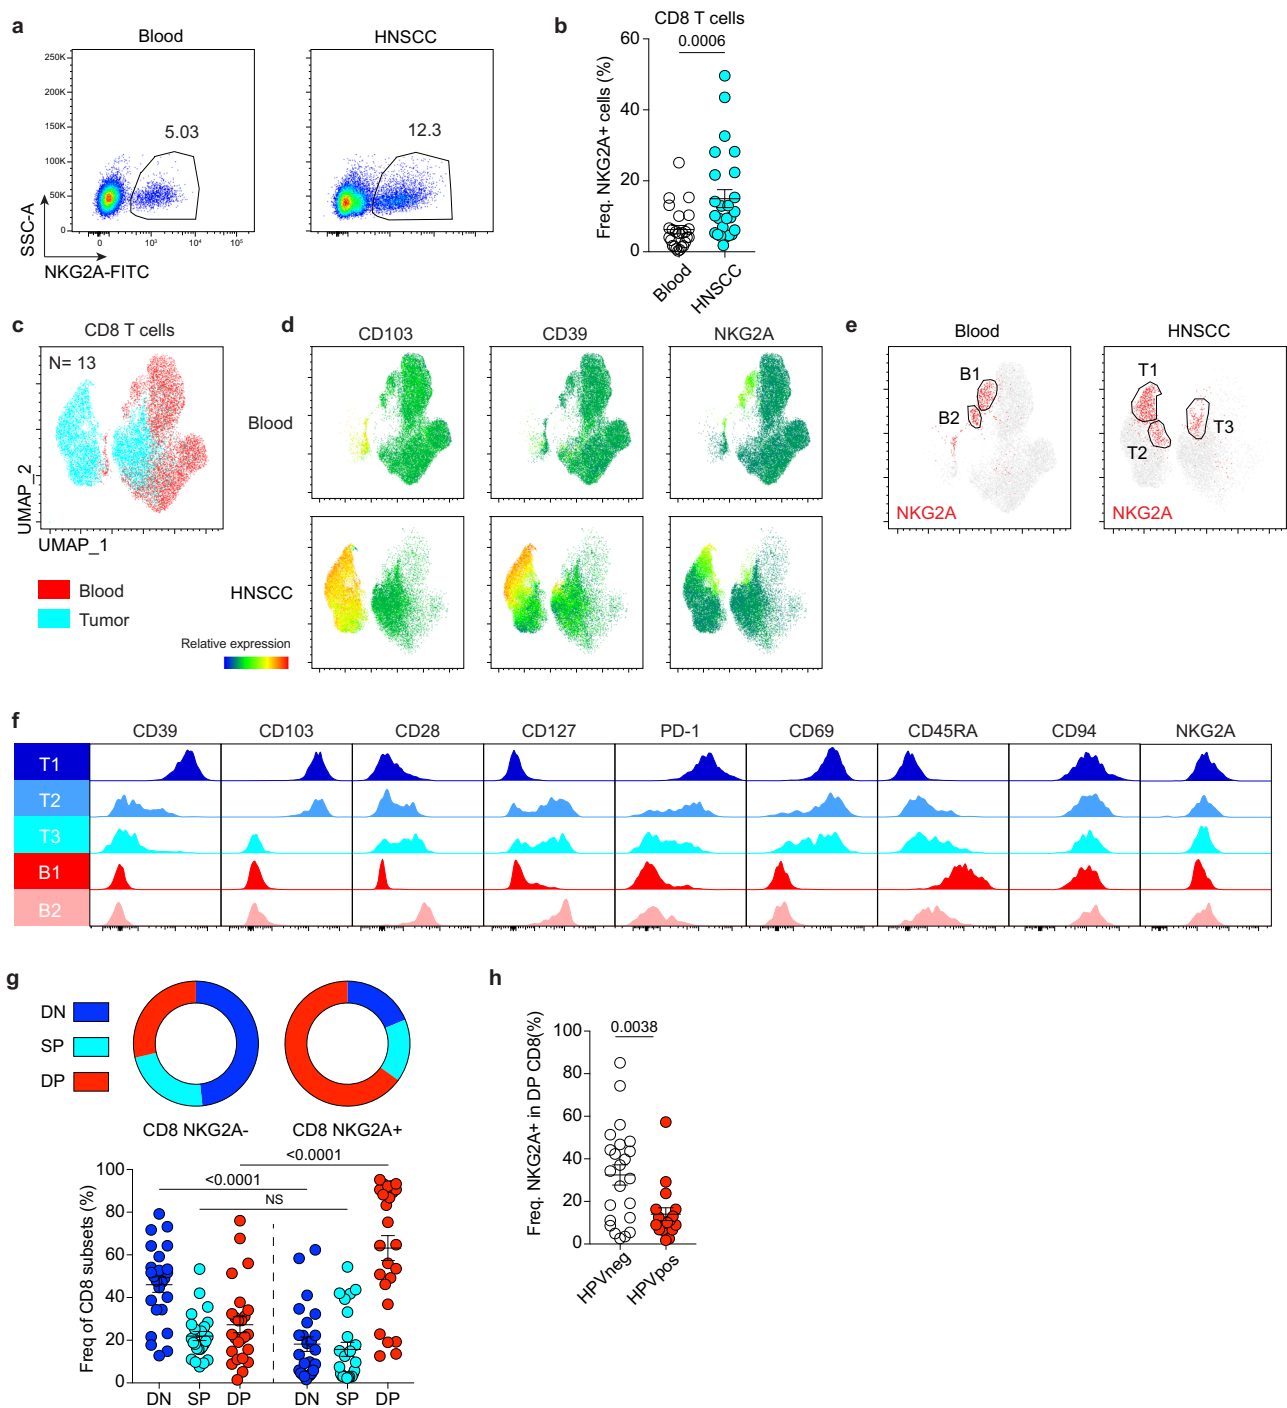 a
Blood
HNSCC
250K
200K
150K
100K
50K
0
5.03
12.3
0
10³
10⁴
10⁵
SSC-A
NKG2A-FITC
b
CD8 T cells
0.0006
60
40
20
0
Freq. NKG2A+ cells (%)
Blood
HNSCC
c
CD8 T cells
N= 13
UMAP_2
UMAP_1
Blood
Tumor
d
CD103
CD39
NKG2A
Blood
HNSCC
Relative expression
e
Blood
HNSCC
B1
B2
NKG2A
T1
T2
T3
NKG2A
f
CD39 CD103 CD28 CD127 PD-1 CD69 CD45RA CD94 NKG2A
T1
T2
T3
B1
B2
g
DN
SP
DP
CD8 NKG2A-
CD8 NKG2A+
<0.0001
<0.0001
NS
100
80
60
40
20
0
Freq of CD8 subsets (%)
DN SP DP DN SP DP
h
0.0038
100
80
60
40
20
0
Freq. NKG2A+ in DP CD8(%)
HPVneg
HPVpos